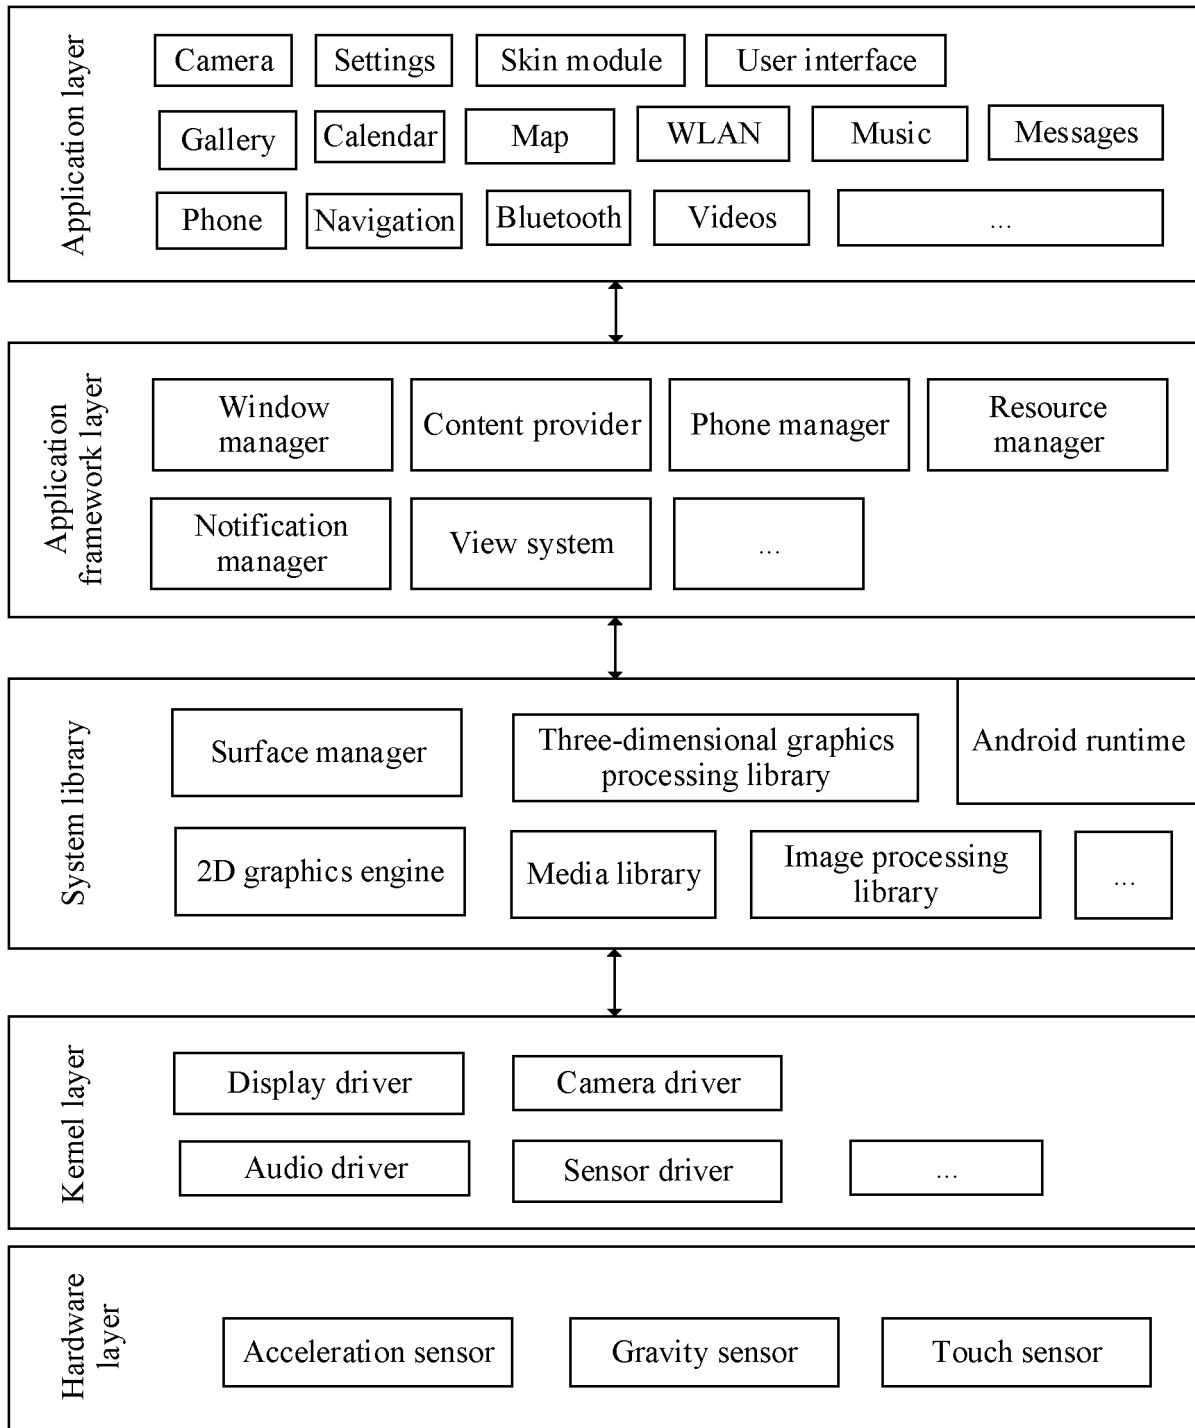 Application layer
Camera
Settings
Skin module
User interface
Gallery
Calendar
Map
WLAN
Music
Messages
Phone
Navigation
Bluetooth
Videos
...
Application
framework layer
Window
manager
Content provider
Phone manager
Resource
manager
Notification
manager
View system
...
System library
Surface manager
Three-dimensional graphics
processing library
Android runtime
2D graphics engine
Media library
Image processing
library
...
Kernel layer
Display driver
Camera driver
Audio driver
Sensor driver
...
Hardware
layer
Acceleration sensor
Gravity sensor
Touch sensor